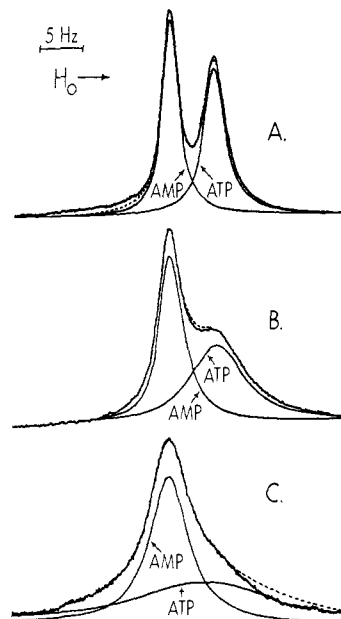 5 Hz
H₀ →
A.
AMP ATP
B.
ATP
AMP
C.
AMP
ATP